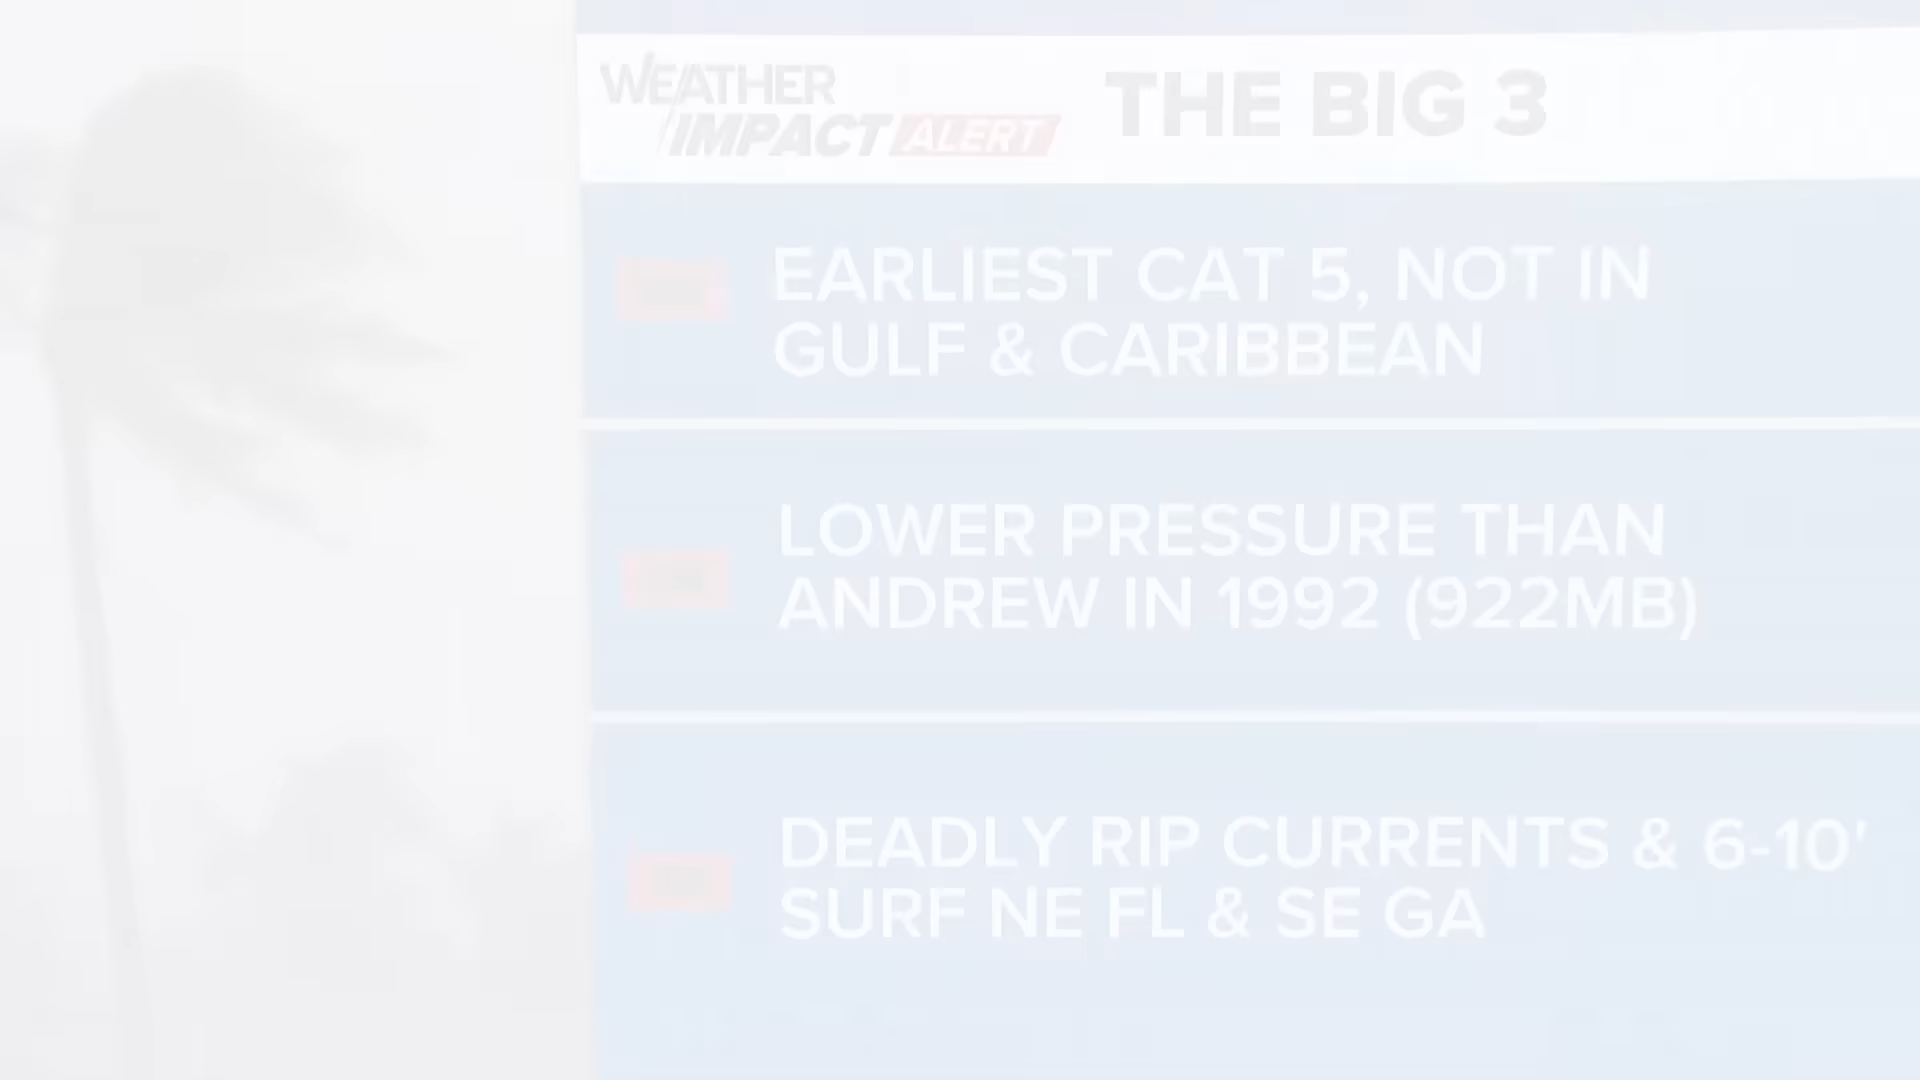 WEATHER
IMPACT ALERT
THE BIG 3
EARLIEST CAT 5, NOT IN
GULF & CARIBBEAN
LOWER PRESSURE THAN
ANDREW IN 1992 (922MB)
DEADLY RIP CURRENTS & 6-10'
SURF NE FL & SE GA